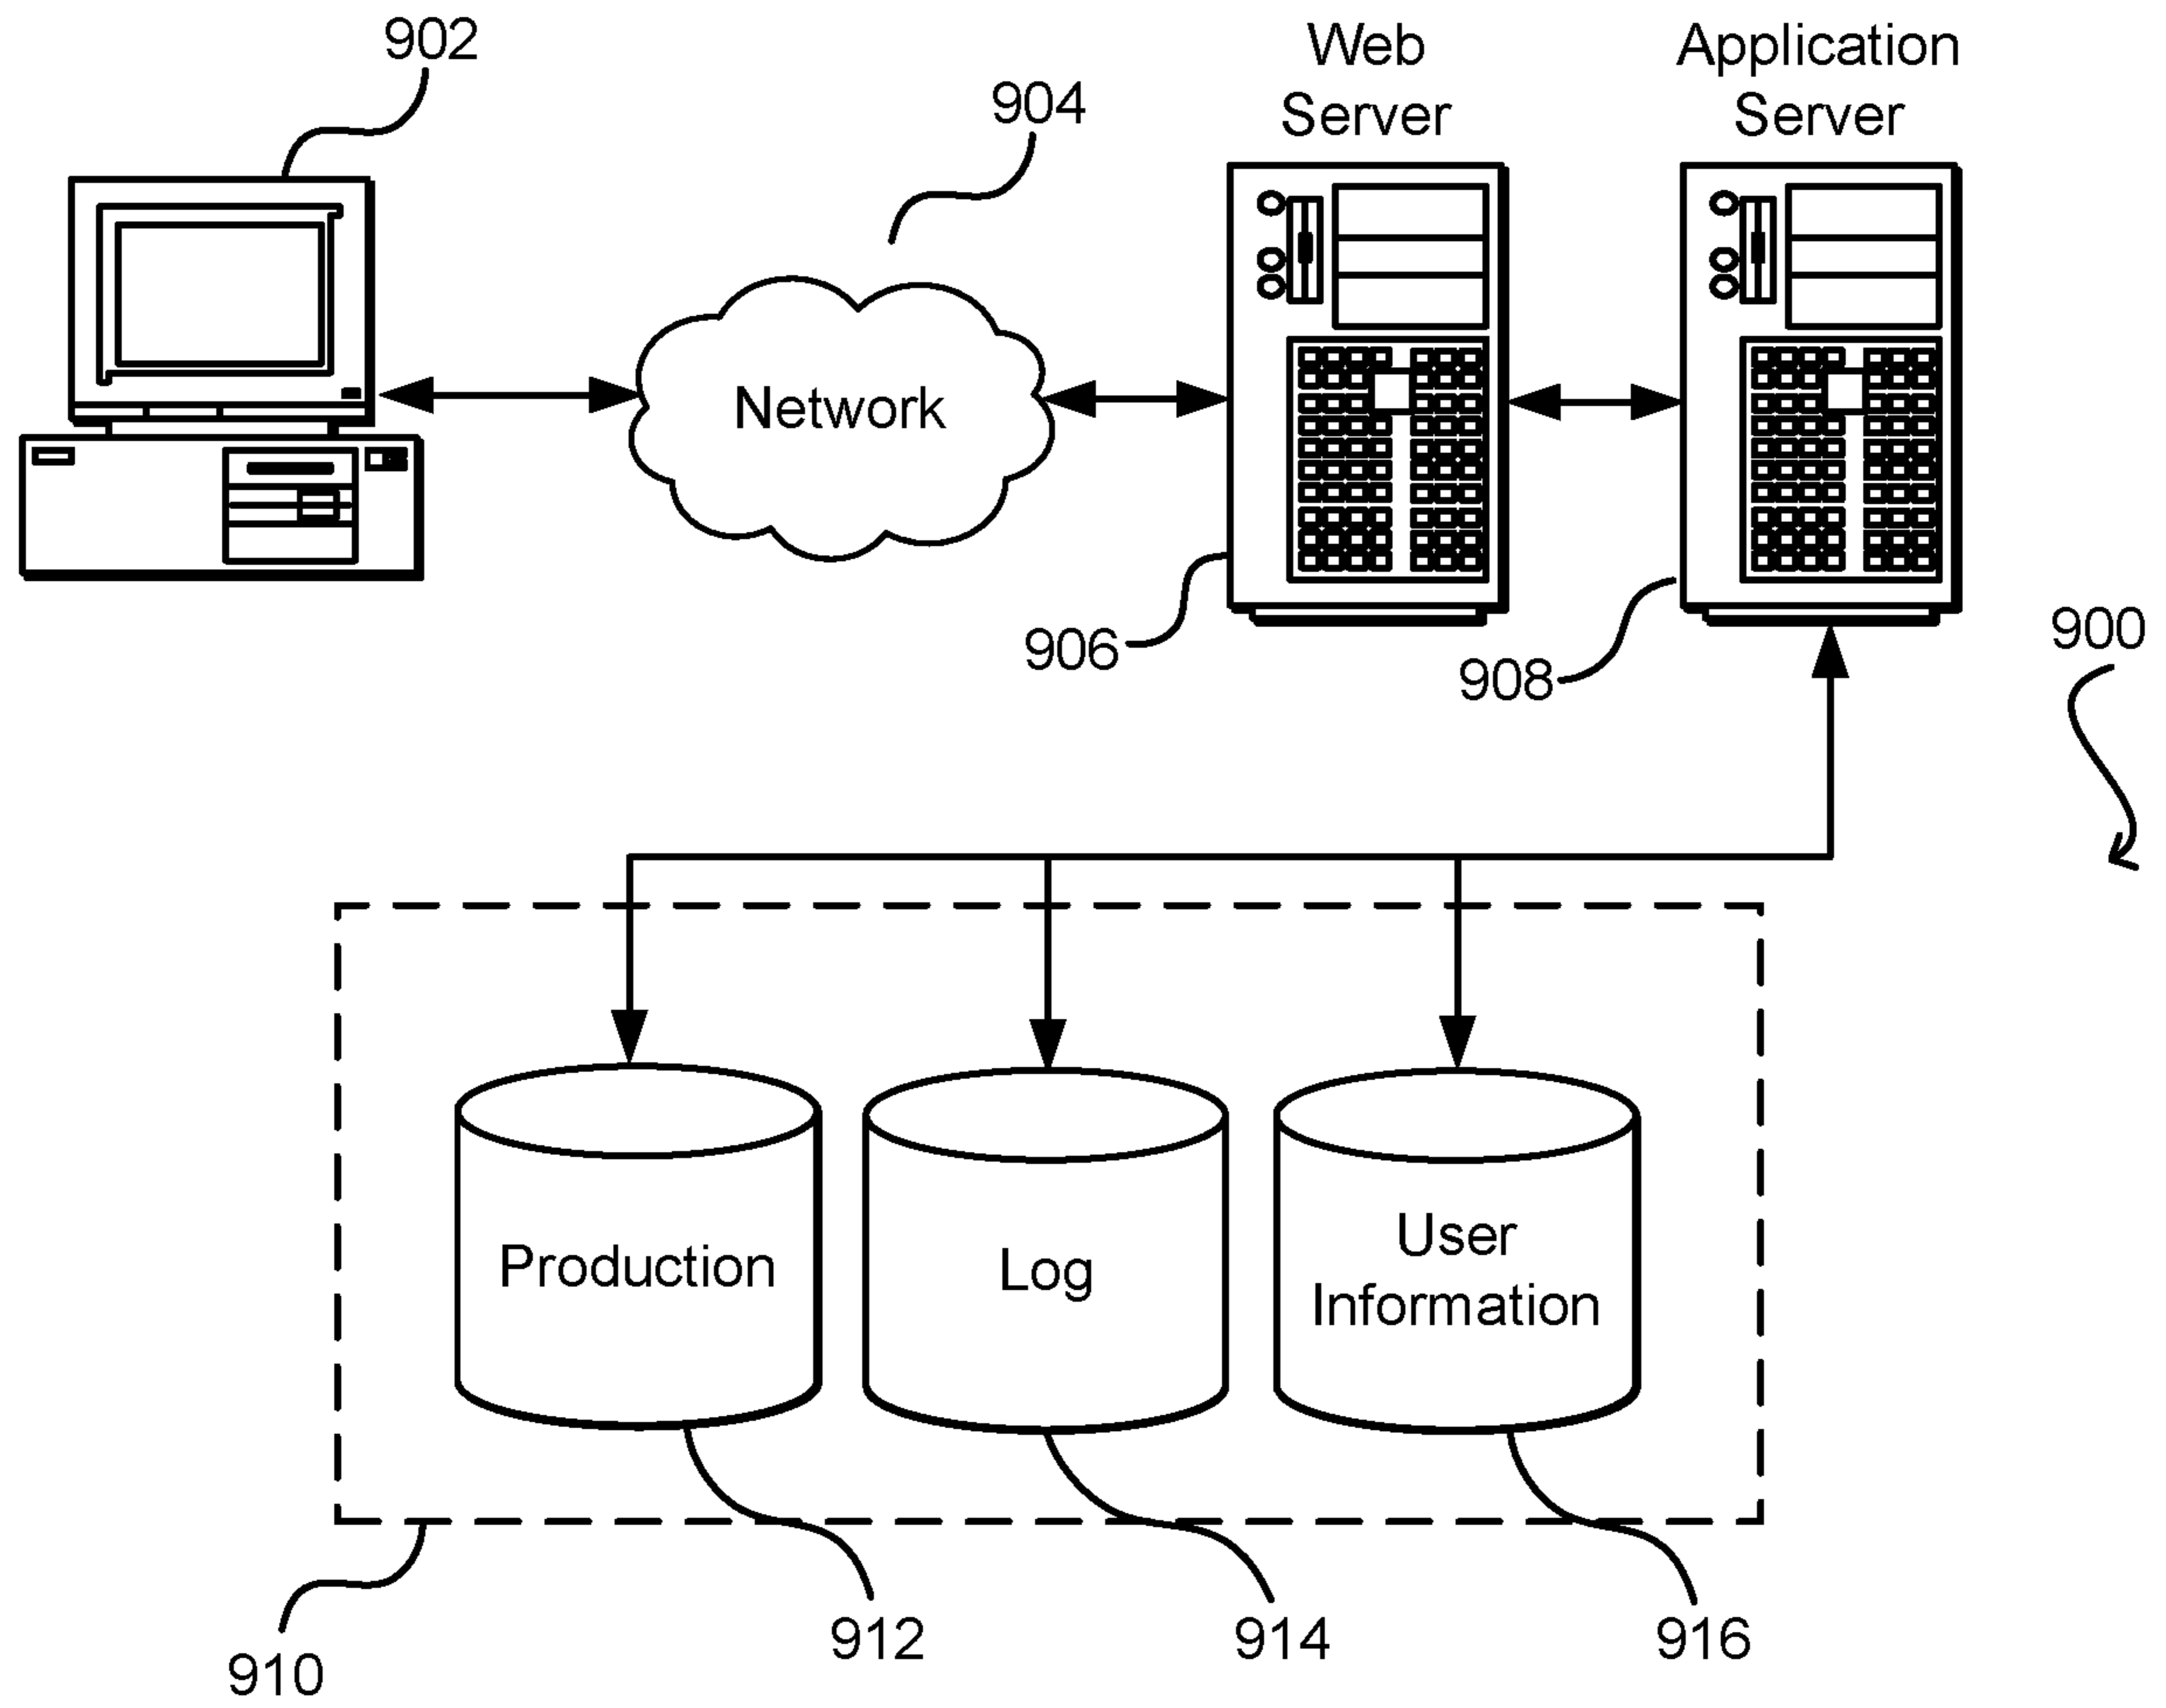 902
904
Web
Server
Application
Server
Network
906
908
900
Production
Log
User
Information
910
912
914
916